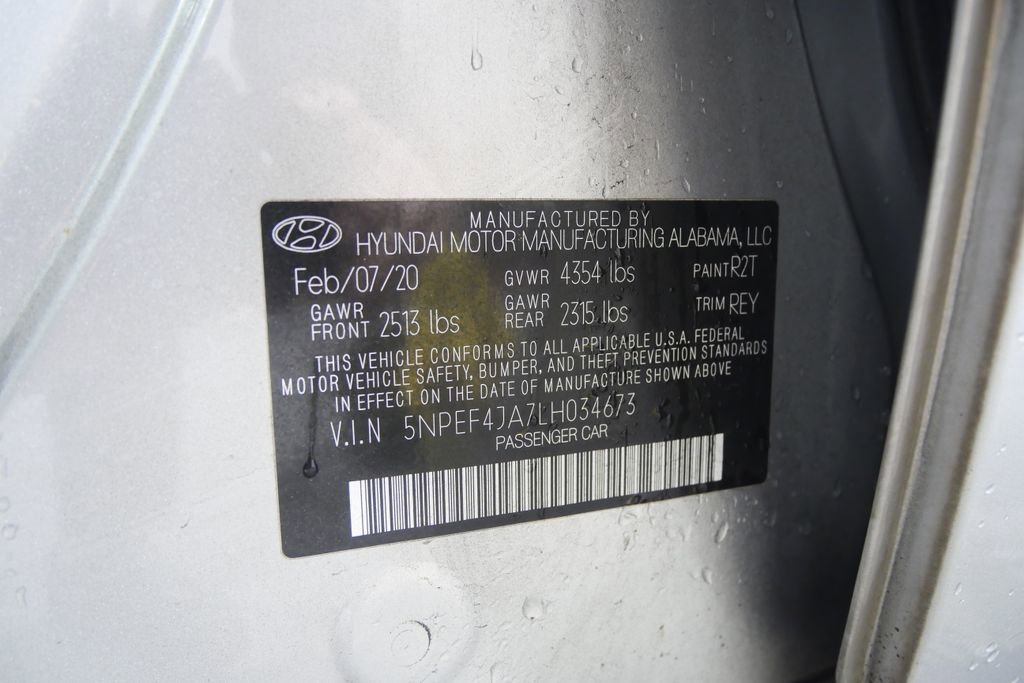 MANUFACTURED BY
HYUNDAI MOTOR MANUFACTURING ALABAMA, LLC
Feb/07/20 GVWR 4354 lbs PAINT R2T
GAWR FRONT 2513 lbs GAWR REAR 2315 lbs TRIM REY
THIS VEHICLE CONFORMS TO ALL APPLICABLE U.S.A. FEDERAL
MOTOR VEHICLE SAFETY, BUMPER, AND THEFT PREVENTION STANDARDS
IN EFFECT ON THE DATE OF MANUFACTURE SHOWN ABOVE
V.I.N 5NPEF4JA7LH034673
PASSENGER CAR